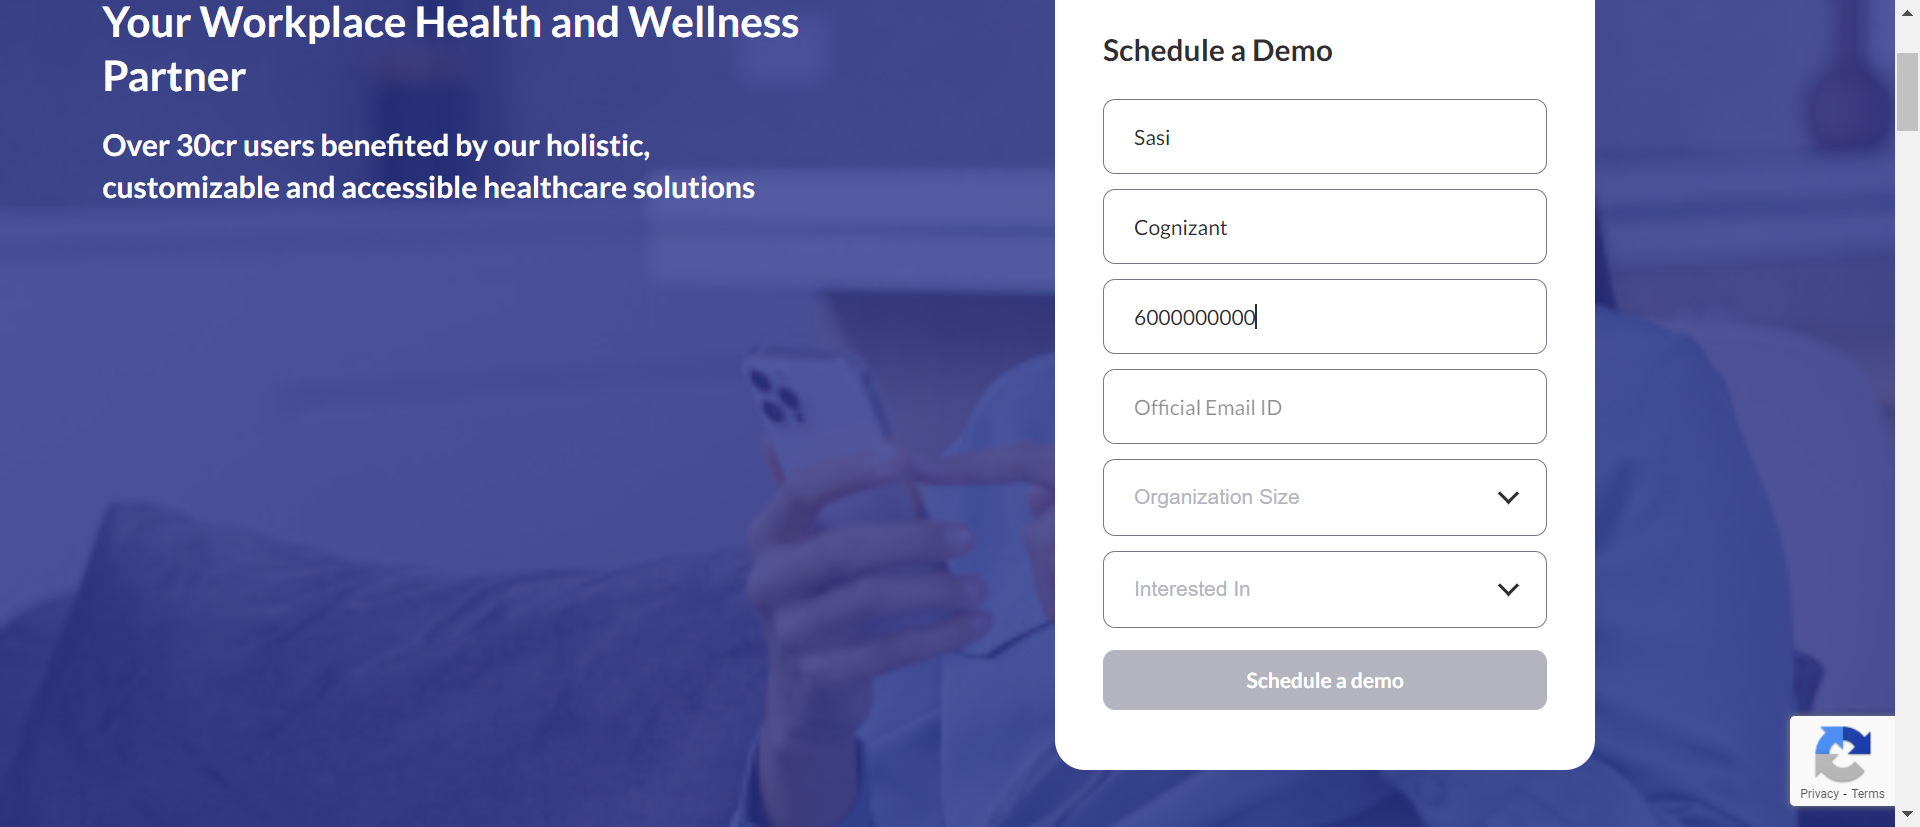 Your Workplace Health and Wellness
Partner
Over 30cr users benefited by our holistic,
customizable and accessible healthcare solutions
Schedule a Demo
Sasi
Cognizant
6000000000
Official Email ID
Organization Size
Interested In
Schedule a demo
Privacy - Terms